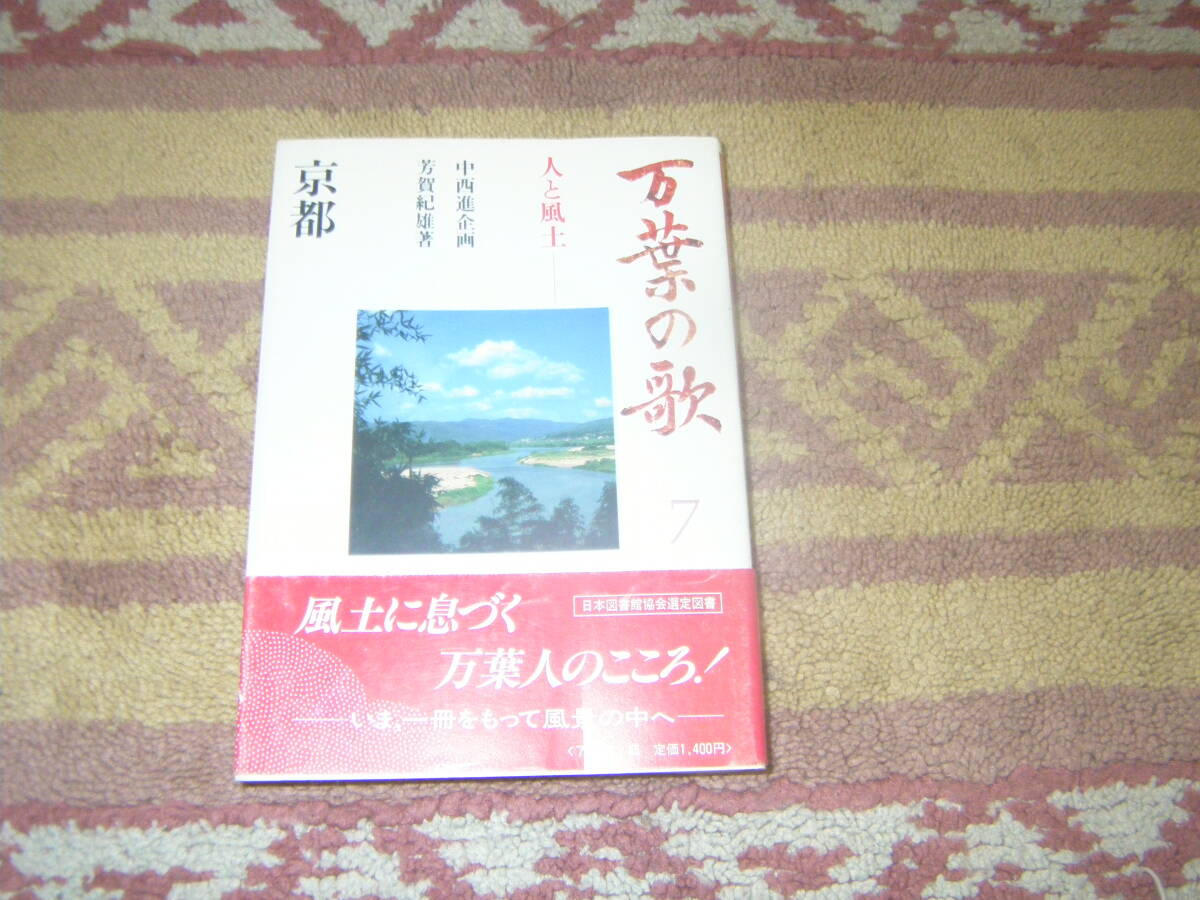 万葉の歌
7
人と風土
中西進企画
芳賀紀雄著
京都
日本図書館協会選定図書
風土に息づく
万葉人のこころ!
いま、一冊をもって風景の中へ
定価1,400円>